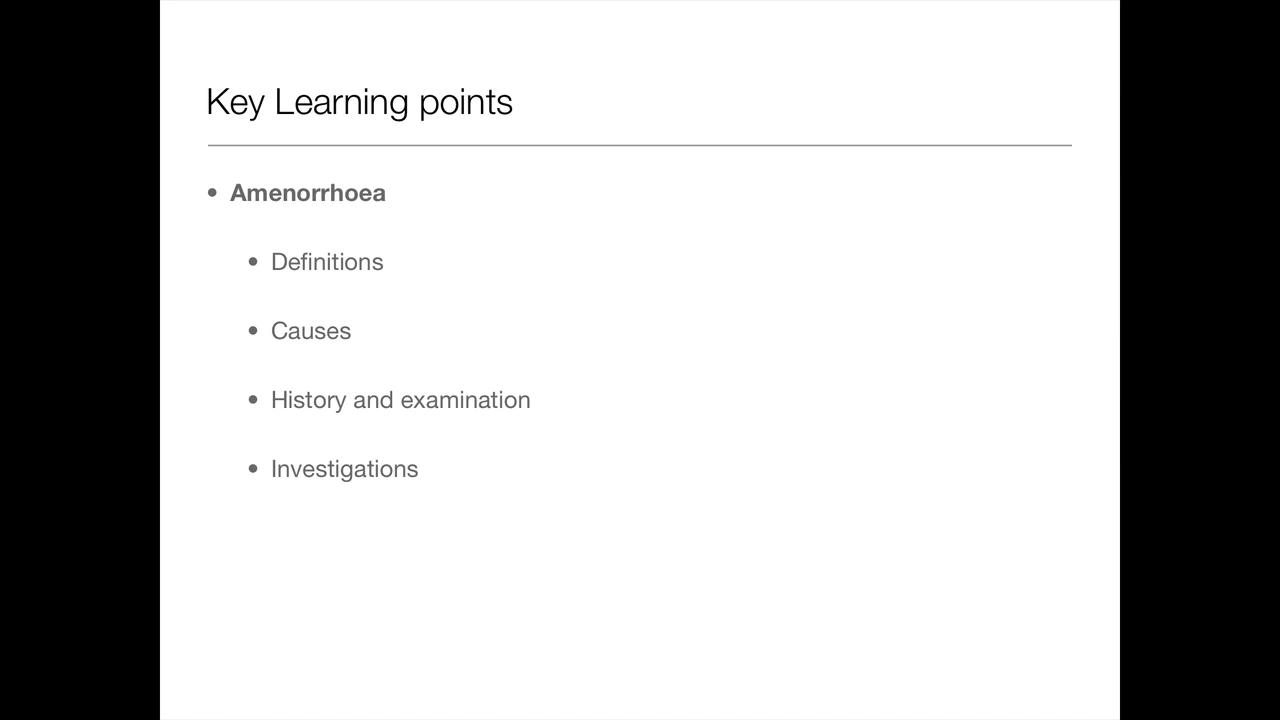 Key Learning points
• Amenorrhoea
• Definitions
• Causes
• History and examination
• Investigations